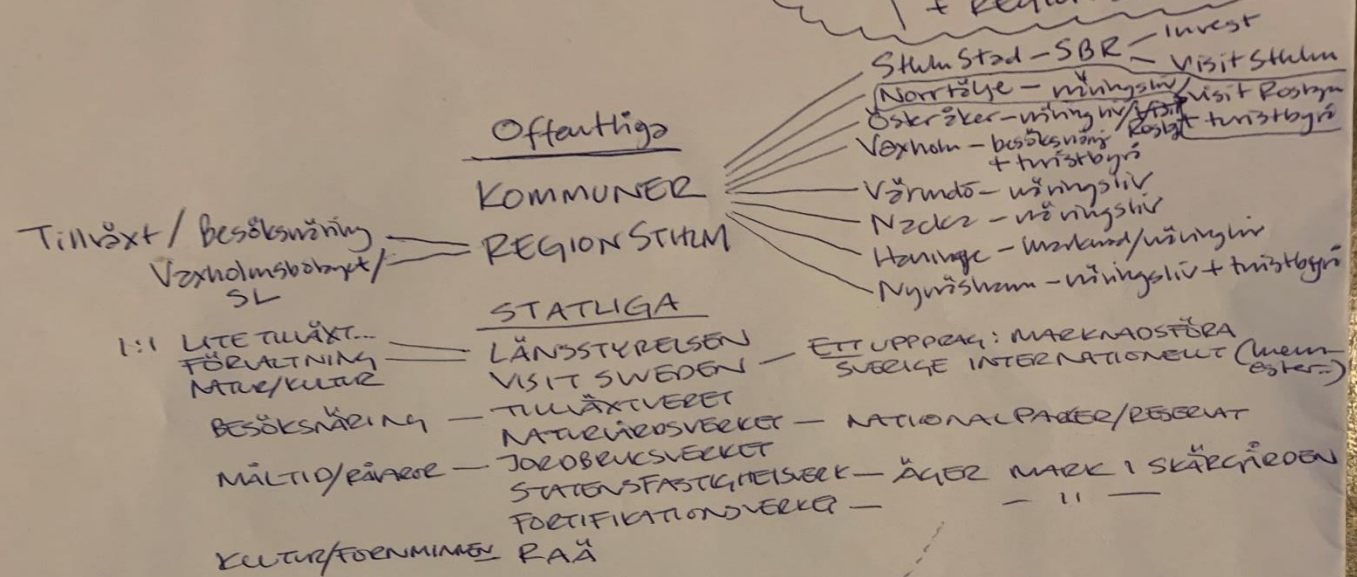 + REGION
Sthlm Stad – SBR – Invest
– Visit Sthlm
Norrtälje – näringsliv/
visit Roslagen
Österåker – näringsliv/
Offentliga
turistbyrå
Vaxholm – besöksnäring
+ turistbyrå
KOMMUNER
Värmdö – näringsliv
Nacka – näringsliv
Tillväxt / Besöksnäring
REGION STHLM
Haninge – marknad/näringsliv
Vaxholmsbolaget/
SL
Nynäshamn – näringsliv + turistbyrå
STATLIGA
1:1 LITE TILLVÄXT...
FÖRVALTNING
NATUR/KULTUR
LÄNSSTYRELSEN
VISIT SWEDEN – ETT UPPDRAG: MARKNADSFÖRA
SVERIGE INTERNATIONELLT
BESÖKSNÄRING – TILLVÄXTVERET
NATURVÅRDSVERKET – NATIONALPARKER/RESERVAT
MÅLTID/RÅVAROR – JORDBRUKSVERKET
STATENS FASTIGHETSVERK – ÄGER MARK I SKÄRGÅRDEN
FORTIFIKATIONSVERKET – – 11 –
KULTUR/FORNMINNEN RAÄ